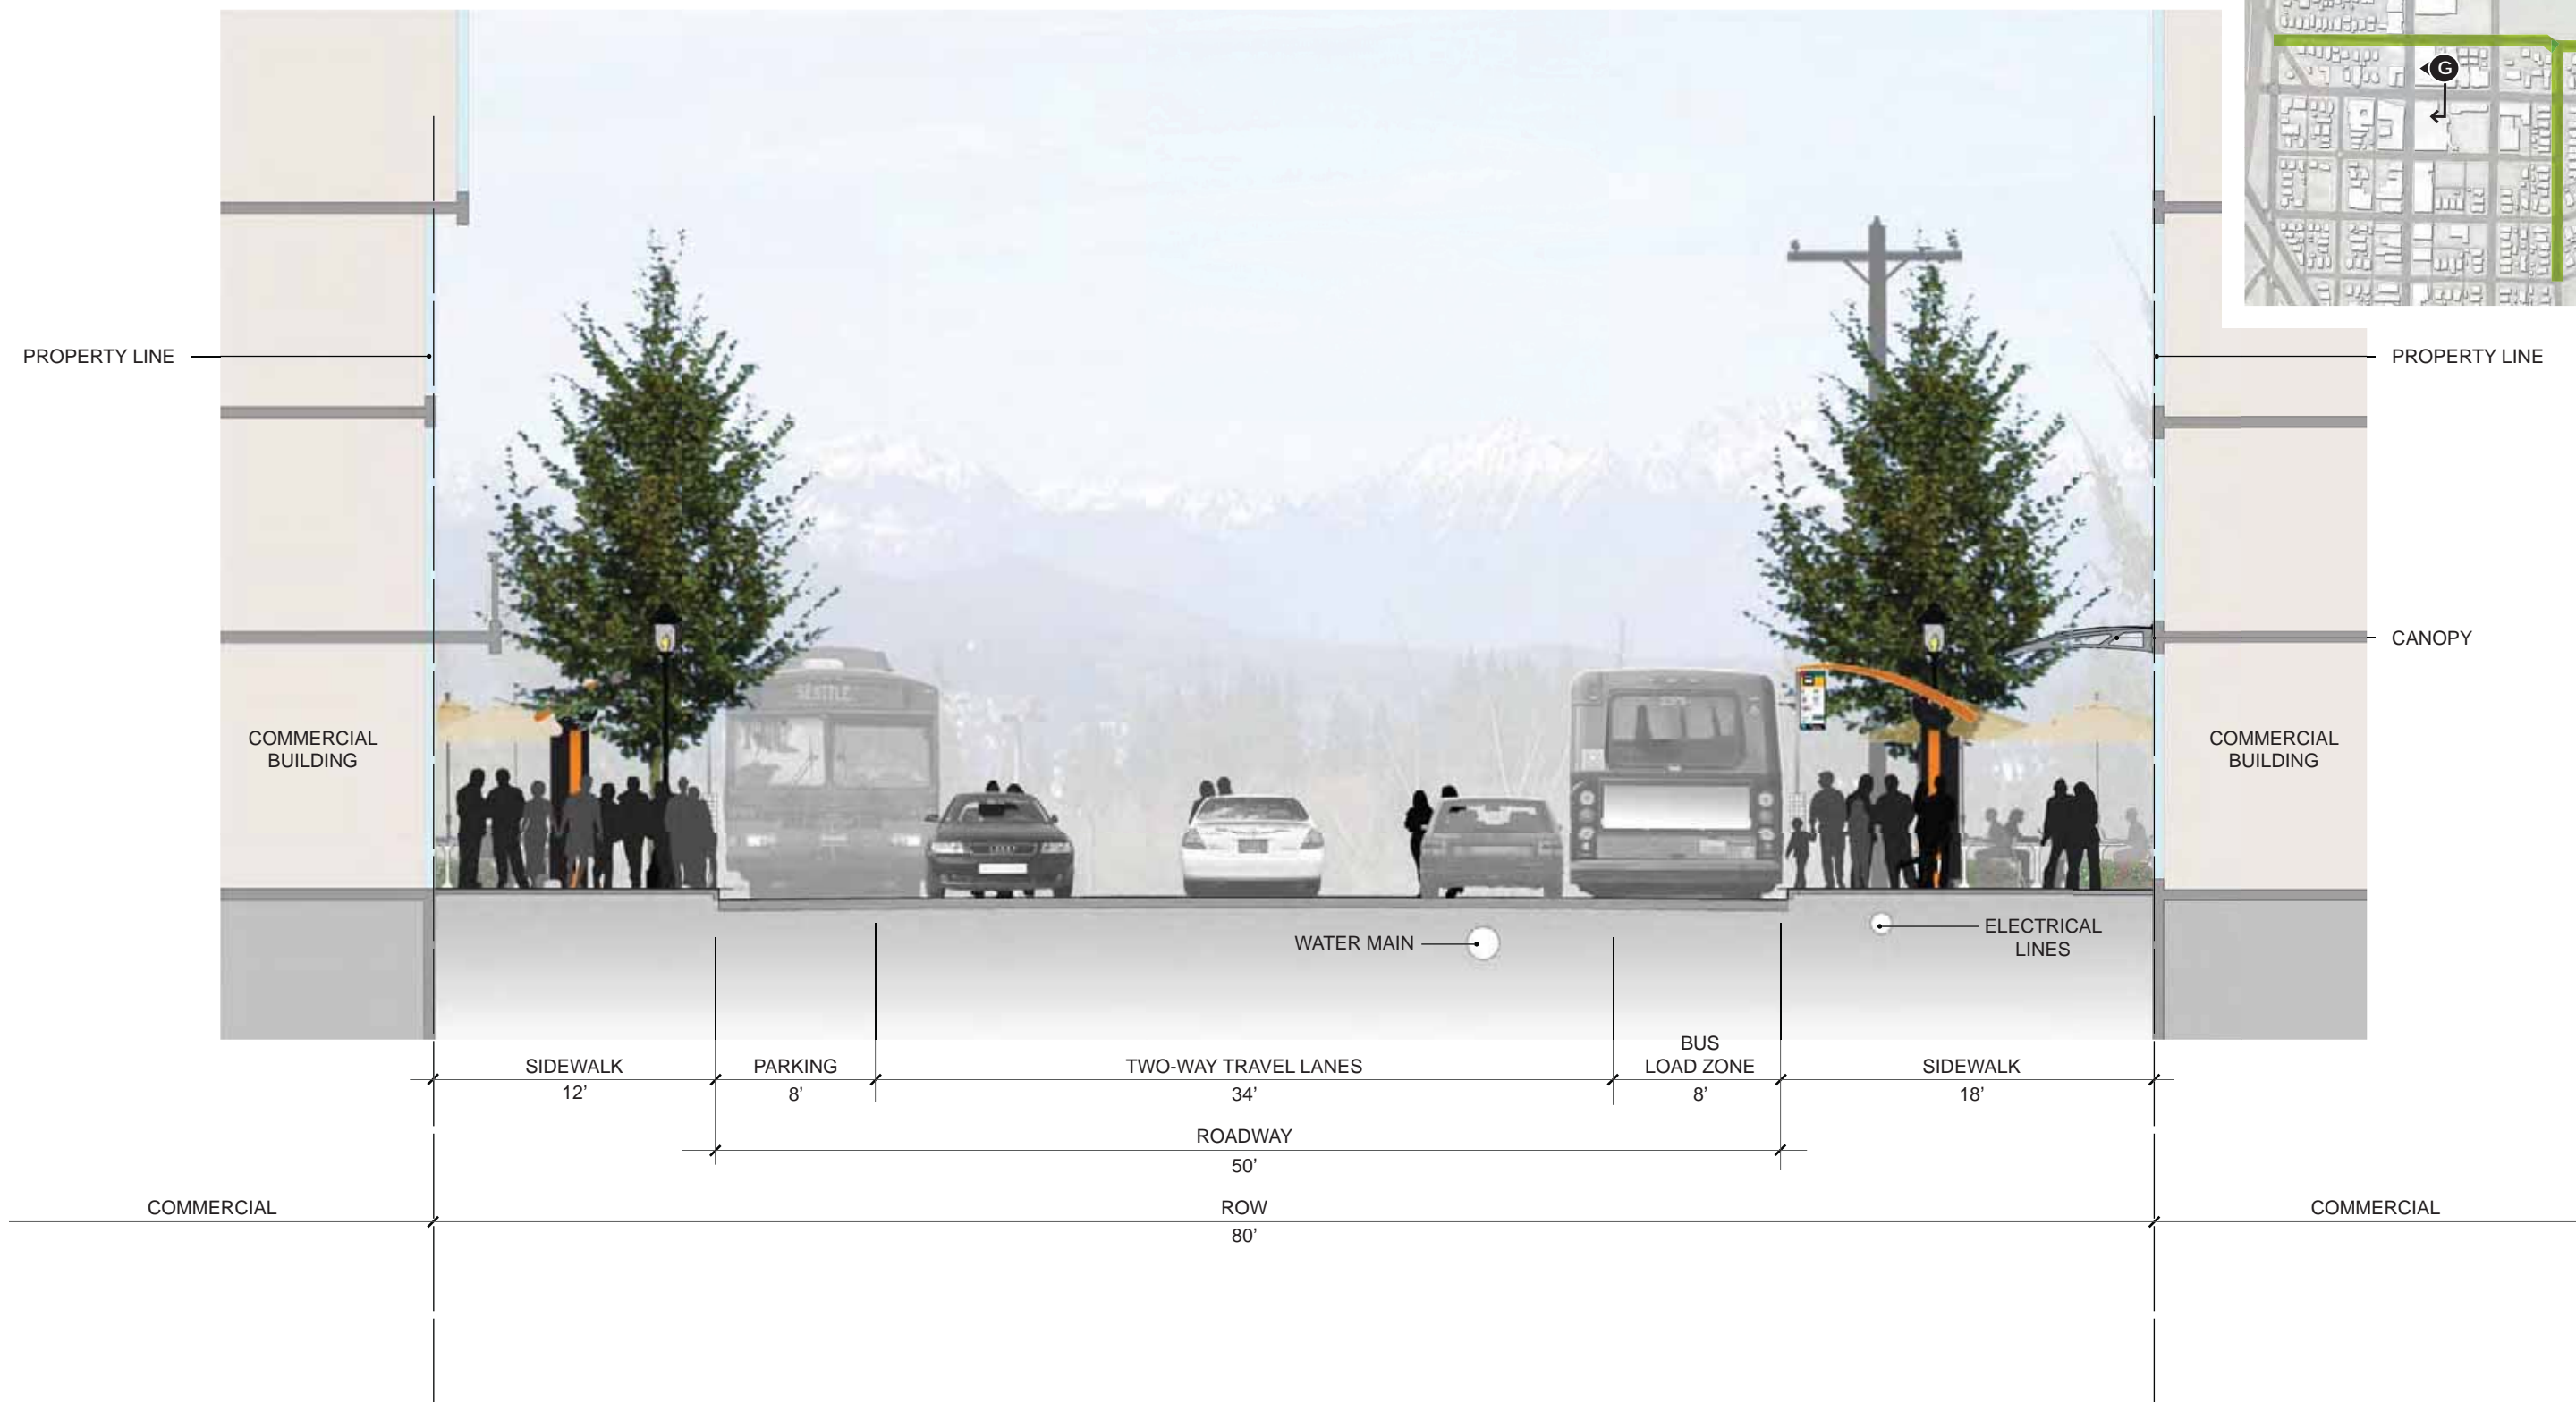 G
PROPERTY LINE
PROPERTY LINE
CANOPY
SEATTLE
COMMERCIAL
BUILDING
COMMERCIAL
BUILDING
WATER MAIN
ELECTRICAL
LINES
SIDEWALK
12’
PARKING
8’
TWO-WAY TRAVEL LANES
34’
BUS
LOAD ZONE
8’
SIDEWALK
18’
ROADWAY
50’
COMMERCIAL
ROW
80’
COMMERCIAL